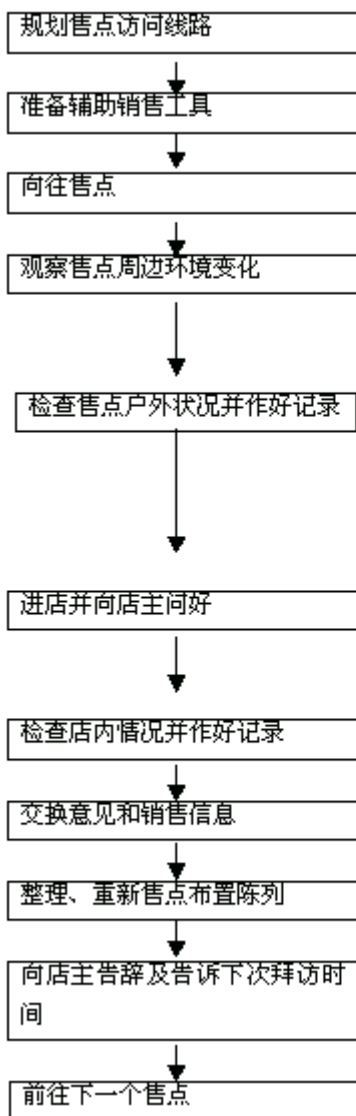 规划售点访问线路
准备辅助销售工具
向往售点
观察售点周边环境变化
检查售点户外状况并作好记录
进店并向店主问好
检查店内情况并作好记录
交换意见和销售信息
整理、重新售点布置陈列
向店主告辞及告诉下次拜访时
间
前往下一个售点